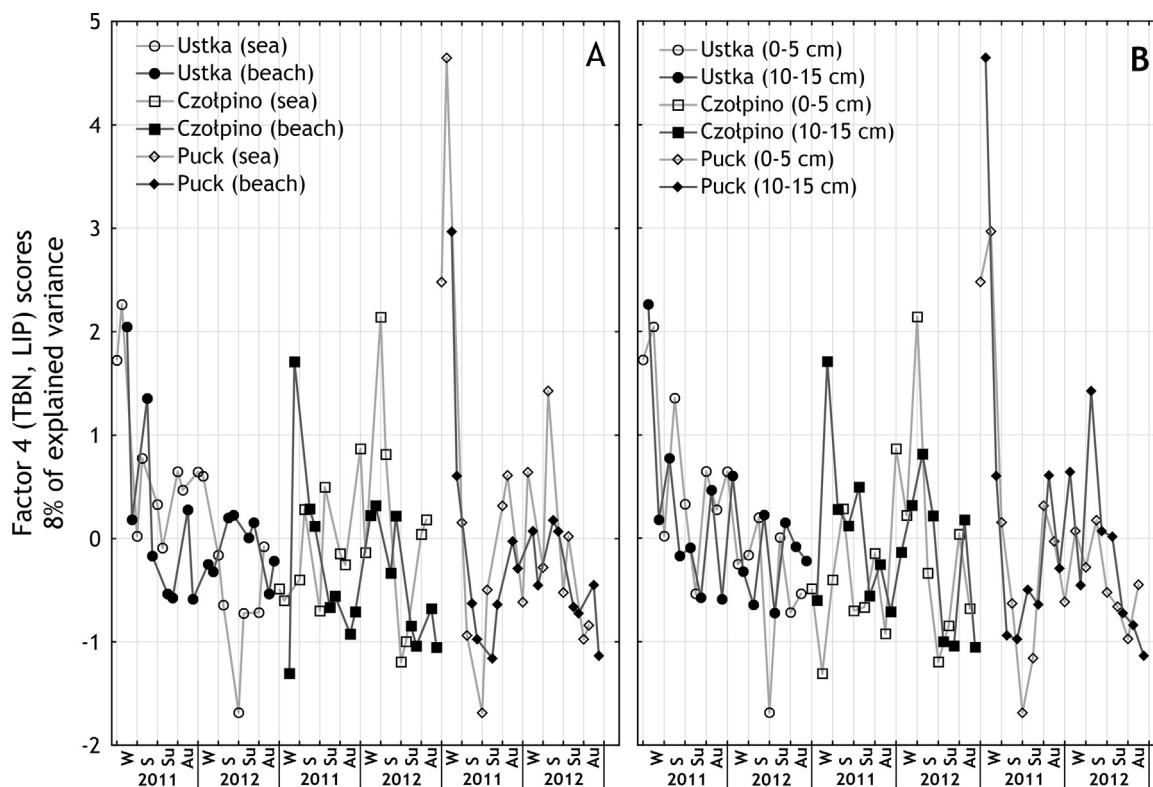 Factor 4 (TBN, LIP) scores
8% of explained variance
5
4
3
2
1
0
-1
-2
A
Ustka (sea)
Ustka (beach)
Czołpino (sea)
Czołpino (beach)
Puck (sea)
Puck (beach)
W S Su Au W S Su Au W S Su Au W S Su Au W S Su Au W S Su Au
2011 2012 2011 2012 2011 2012
B
Ustka (0-5 cm)
Ustka (10-15 cm)
Czołpino (0-5 cm)
Czołpino (10-15 cm)
Puck (0-5 cm)
Puck (10-15 cm)
W S Su Au W S Su Au W S Su Au W S Su Au W S Su Au W S Su Au
2011 2012 2011 2012 2011 2012